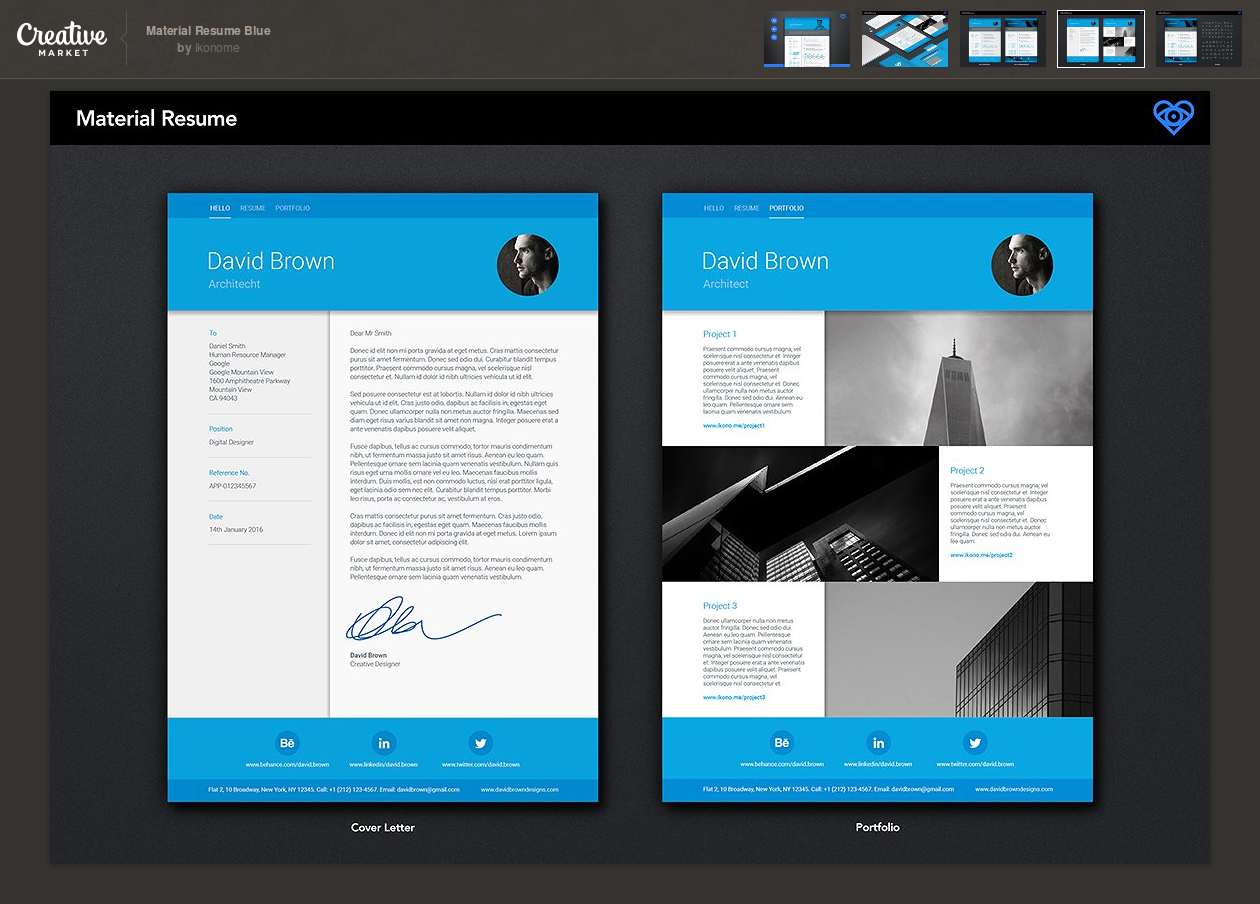 Creative
MARKET
Material Resume Blue
by Ikonome
Material Resume
HELLO RESUME PORTFOLIO
David Brown
Architecht
To
Daniel Smith
Human Resource Manager
Google
Google Mountain View
1600 Amphitheatre Parkway
Mountain View
CA 94043
Position
Digital Designer
Reference No.
APP-012345567
Date
14th January 2016
Dear Mr Smith
Donec id elit non mi porta gravida at eget metus. Cras mattis consectetur
purus sit amet fermentum. Donec sed odio dui. Curabitur blandit tempus
porttitor. Praesent commodo cursus magna, vel scelerisque nisl
consectetur et. Nullam id dolor id nibh ultricies vehicula ut id elit.
Sed posuere consectetur est at lobortis. Nullam id dolor id nibh ultricies
vehicula ut id elit. Cras justo odio, dapibus ac facilisis in, egestas eget
quam. Donec ullamcorper nulla non metus auctor fringilla. Maecenas sed
diam eget risus varius blandit sit amet non magna. Integer posuere erat a
ante venenatis dapibus posuere velit aliquet.
Fusce dapibus, tellus ac cursus commodo, tortor mauris condimentum
nibh, ut fermentum massa justo sit amet risus. Aenean eu leo quam.
Pellentesque ornare sem lacinia quam venenatis vestibulum. Nullam quis
risus eget urna mollis ornare vel eu leo. Maecenas faucibus mollis
interdum. Duis mollis, est non commodo luctus, nisi erat porttitor ligula,
eget lacinia odio sem nec elit. Curabitur blandit tempus porttitor. Morbi
leo risus, porta ac consectetur ac, vestibulum at eros.
Cras mattis consectetur purus sit amet fermentum. Cras justo odio,
dapibus ac facilisis in, egestas eget quam. Maecenas faucibus mollis
interdum. Donec id elit non mi porta gravida at eget metus. Lorem ipsum
dolor sit amet, consectetur adipiscing elit.
Fusce dapibus, tellus ac cursus commodo, tortor mauris condimentum
nibh, ut fermentum massa justo sit amet risus. Aenean eu leo quam.
Pellentesque ornare sem lacinia quam venenatis vestibulum.
David Brown
Creative Designer
Bē in
www.behance.com/david.brown www.linkedin/david.brown www.twitter.com/david.brown
Flat 2, 10 Broadway, New York, NY 12345. Call: +1 (212) 123-4567. Email: davidbrown@gmail.com www.davidbrowndesigns.com
Cover Letter
HELLO RESUME PORTFOLIO
David Brown
Architect
Project 1
Praesent commodo cursus magna, vel
scelerisque nisl consectetur et. Integer
posuere erat a ante venenatis dapibus
posuere velit aliquet. Praesent
commodo cursus magna, vel
scelerisque nisl consectetur et. Donec
ullamcorper nulla non metus auctor
fringilla. Donec sed odio dui. Aenean eu
leo quam. Pellentesque ornare sem
lacinia quam venenatis vestibulum.
www.ikono.me/project1
Project 2
Praesent commodo cursus magna, vel
scelerisque nisl consectetur et. Integer
posuere erat a ante venenatis dapibus
posuere velit aliquet. Praesent
commodo cursus magna, vel
scelerisque nisl consectetur et. Donec
ullamcorper nulla non metus auctor
fringilla. Donec sed odio dui. Aenean eu
leo quam.
www.ikono.me/project2
Project 3
Donec ullamcorper nulla non metus
auctor fringilla. Donec sed odio dui.
Aenean eu leo quam. Pellentesque
ornare sem lacinia quam venenatis
vestibulum. Praesent commodo cursus
magna, vel scelerisque nisl consectetur
et. Integer posuere erat a ante venenatis
dapibus posuere velit aliquet. Praesent
commodo cursus magna, vel
scelerisque nisl consectetur et.
www.ikono.me/project3
Bē in
www.behance.com/david.brown www.linkedin/david.brown www.twitter.com/david.brown
Flat 2, 10 Broadway, New York, NY 12345. Call: +1 (212) 123-4567. Email: davidbrown@gmail.com www.davidbrowndesigns.com
Portfolio